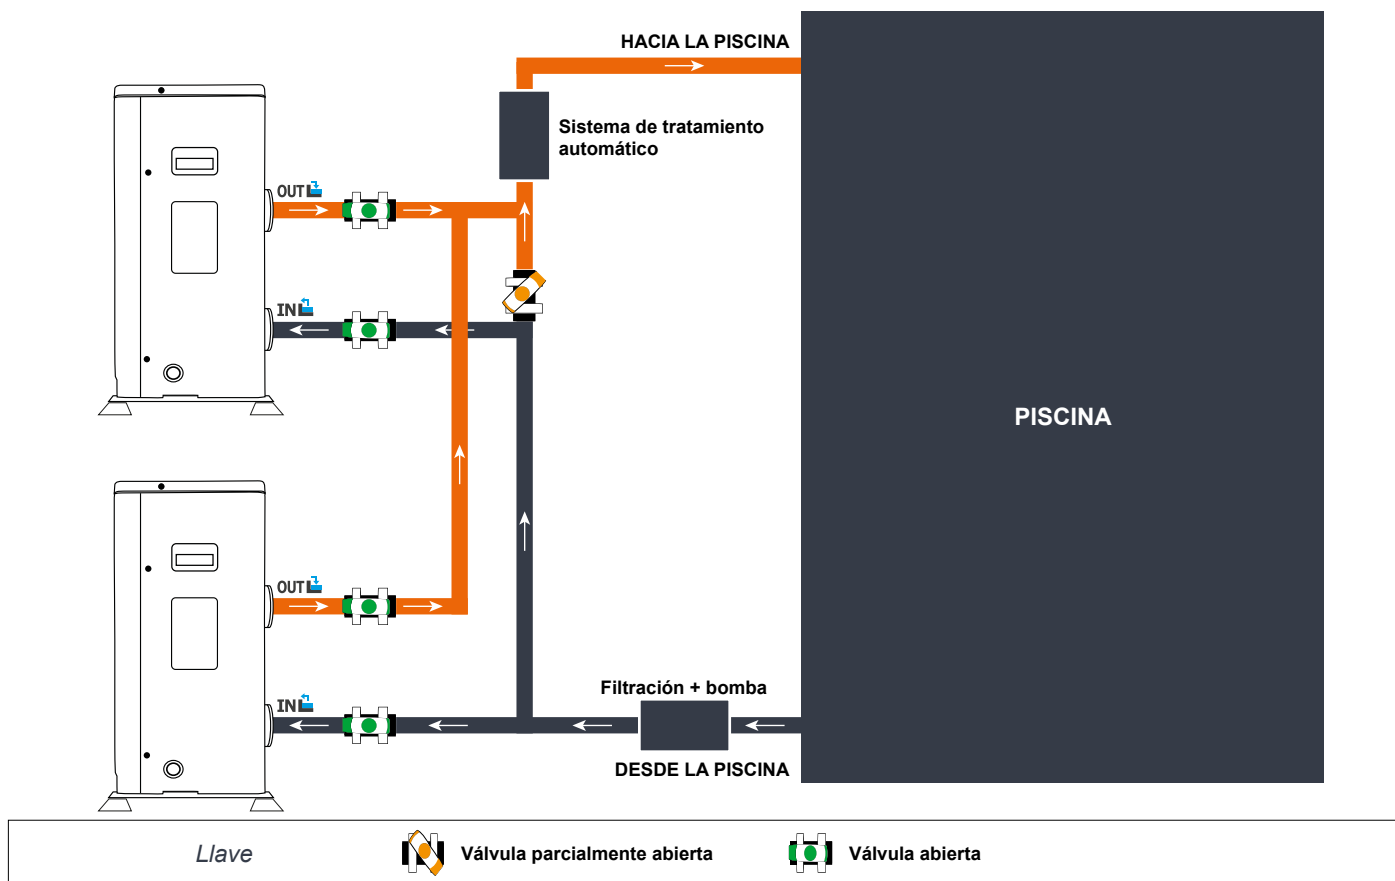 HACIA LA PISCINA
Sistema de tratamiento
automático
OUT
IN
PISCINA
OUT
IN
Filtración + bomba
DESDE LA PISCINA
Llave
Válvula parcialmente abierta
Válvula abierta